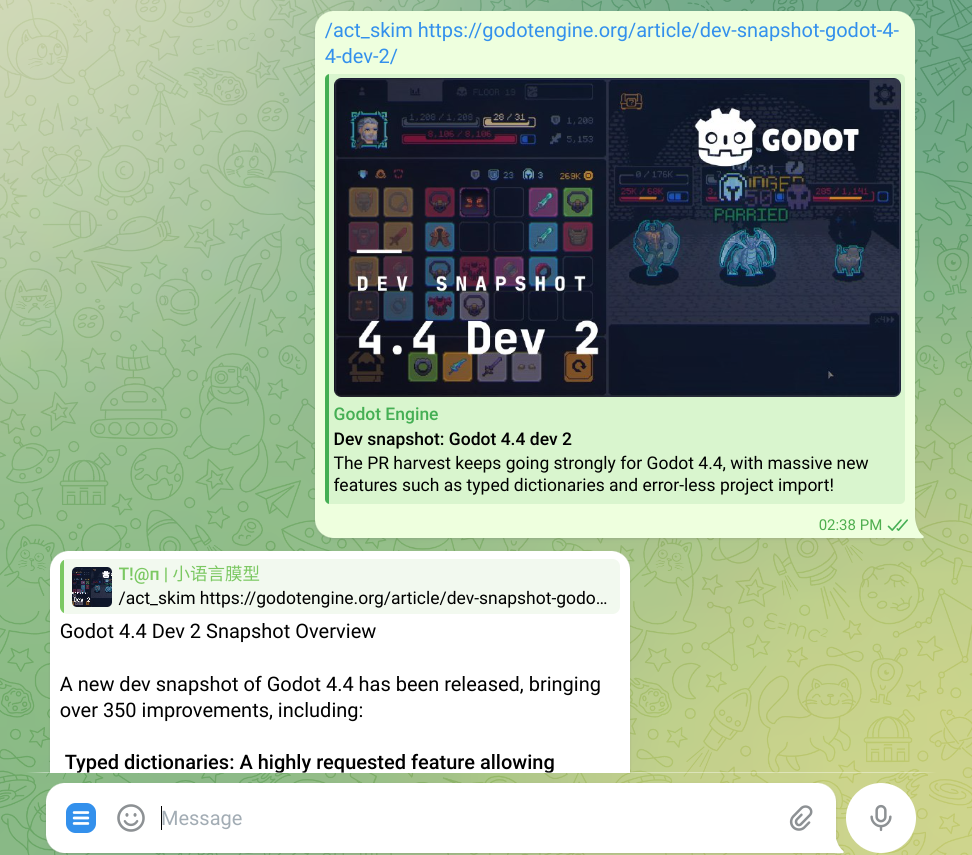 /act_skim https://godotengine.org/article/dev-snapshot-godot-4-
4-dev-2/
FLOOR 19
1,208 / 1,208
28 / 31
1,208
8,106 / 8,106
5,153
23
3
269K
GODOT
0 / 176K
25K / 68K
285 / 1,141
PARRIED
DEV SNAPSHOT
4.4 Dev 2
Godot Engine
Dev snapshot: Godot 4.4 dev 2
The PR harvest keeps going strongly for Godot 4.4, with massive new
features such as typed dictionaries and error-less project import!
02:38 PM
T!@n | 小语言膜型
/act_skim https://godotengine.org/article/dev-snapshot-godo...
Godot 4.4 Dev 2 Snapshot Overview
A new dev snapshot of Godot 4.4 has been released, bringing
over 350 improvements, including:
Typed dictionaries: A highly requested feature allowing
Message